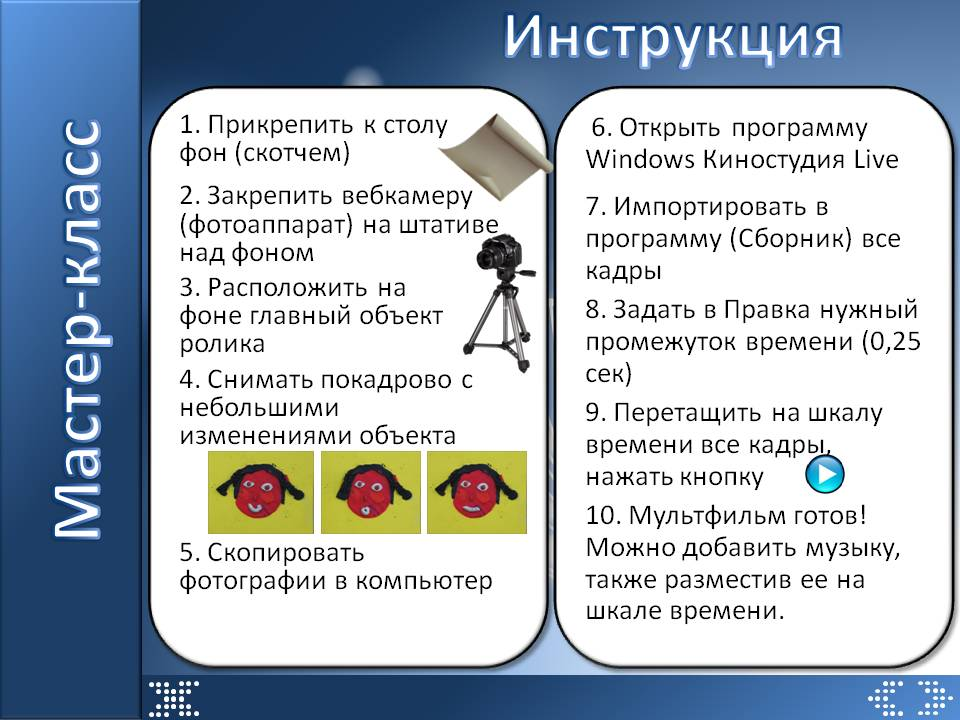 Инструкция
Мастер-класс
1. Прикрепить к столу
фон (скотчем)
2. Закрепить вебкамеру
(фотоаппарат) на штативе
над фоном
3. Расположить на
фоне главный объект
ролика
4. Снимать покадрово с
небольшими
изменениями объекта
5. Скопировать
фотографии в компьютер
6. Открыть программу
Windows Киностудия Live
7. Импортировать в
программу (Сборник) все
кадры
8. Задать в Правка нужный
промежуток времени (0,25
сек)
9. Перетащить на шкалу
времени все кадры,
нажать кнопку
10. Мультфильм готов!
Можно добавить музыку,
также разместив ее на
шкале времени.